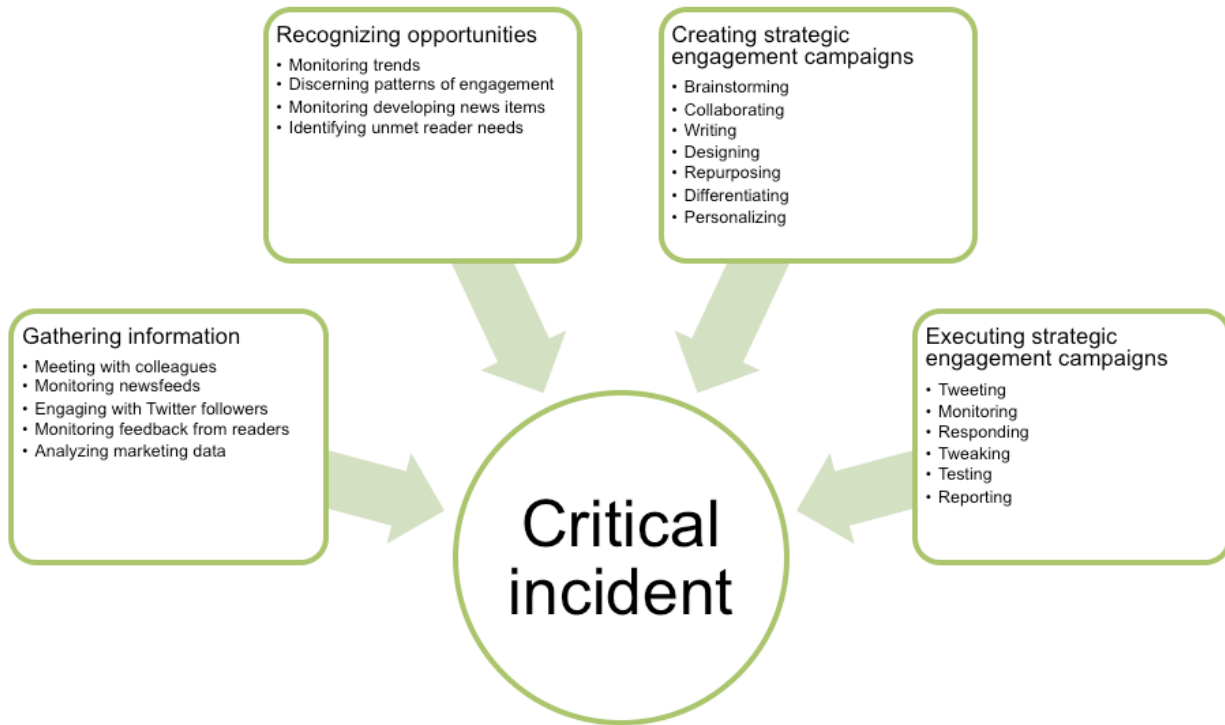 Recognizing opportunities
• Monitoring trends
• Discerning patterns of engagement
• Monitoring developing news items
• Identifying unmet reader needs
Creating strategic
engagement campaigns
• Brainstorming
• Collaborating
• Writing
• Designing
• Repurposing
• Differentiating
• Personalizing
Gathering information
• Meeting with colleagues
• Monitoring newsfeeds
• Engaging with Twitter followers
• Monitoring feedback from readers
• Analyzing marketing data
Executing strategic
engagement campaigns
• Tweeting
• Monitoring
• Responding
• Tweaking
• Testing
• Reporting
Critical
incident